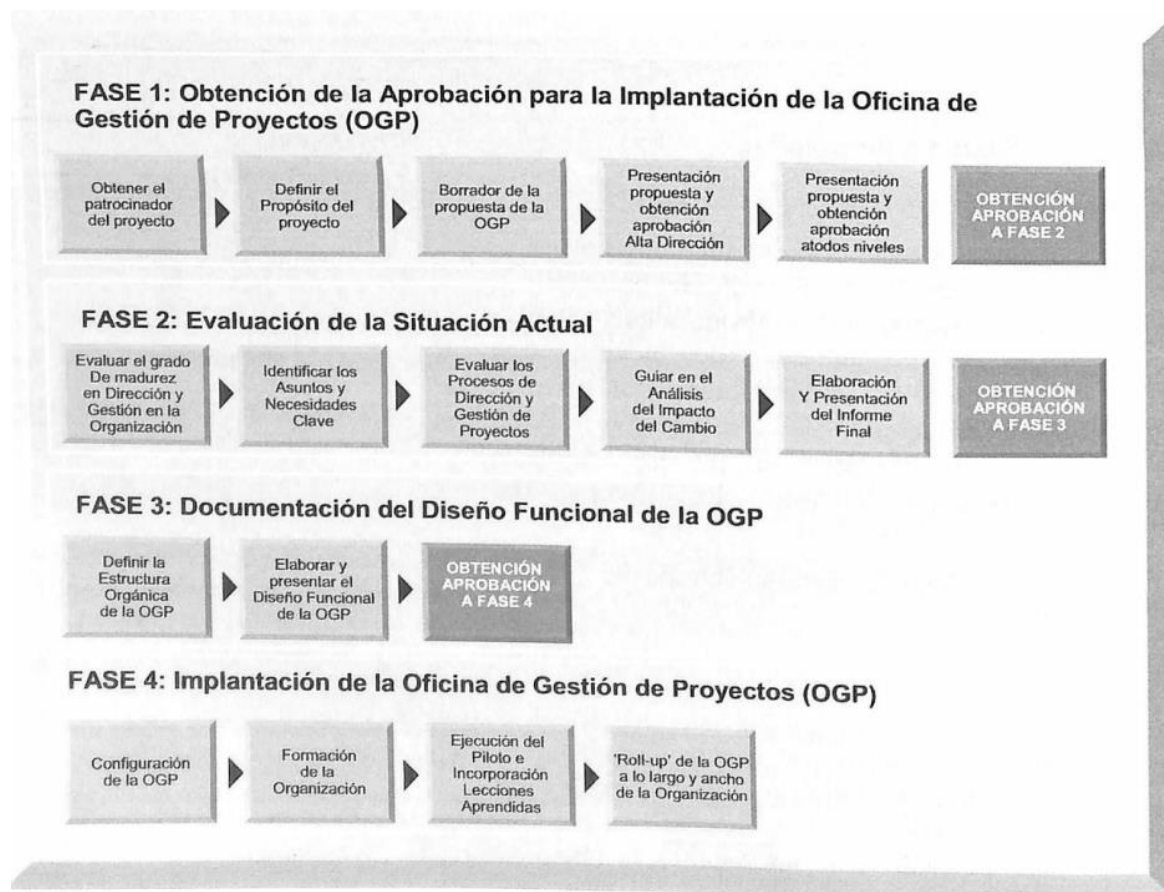 FASE 1: Obtención de la Aprobación para la Implantación de la Oficina de
Gestión de Proyectos (OGP)
Obtener el
patrocinador
del proyecto
Definir el
Propósito del
proyecto
Borrador de la
propuesta de la
OGP
Presentación
propuesta y
obtención
aprobación
Alta Dirección
Presentación
propuesta y
obtención
aprobación
atodos niveles
OBTENCIÓN
APROBACIÓN
A FASE 2
FASE 2: Evaluación de la Situación Actual
Evaluar el grado
De madurez
en Dirección y
Gestión en la
Organización
Identificar los
Asuntos y
Necesidades
Clave
Evaluar los
Procesos de
Dirección y
Gestión de
Proyectos
Guiar en el
Análisis
del Impacto
del Cambio
Elaboración
Y Presentación
del Informe
Final
OBTENCIÓN
APROBACIÓN
A FASE 3
FASE 3: Documentación del Diseño Funcional de la OGP
Definir la
Estructura
Orgánica
de la OGP
Elaborar y
presentar el
Diseño Funcional
de la OGP
OBTENCIÓN
APROBACIÓN
A FASE 4
FASE 4: Implantación de la Oficina de Gestión de Proyectos (OGP)
Configuración
de la OGP
Formación
de la
Organización
Ejecución del
Piloto e
Incorporación
Lecciones
Aprendidas
'Roll-up' de la OGP
a lo largo y ancho
de la Organización